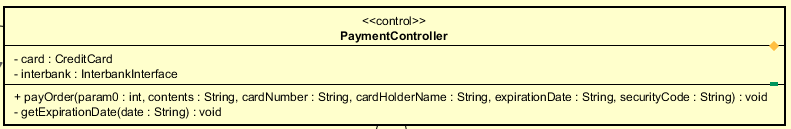 <<control>>
PaymentController
- card : CreditCard
- interbank : InterbankInterface
+ payOrder(param0 : int, contents : String, cardNumber : String, cardHolderName : String, expirationDate : String, securityCode : String) : void
- getExpirationDate(date : String) : void